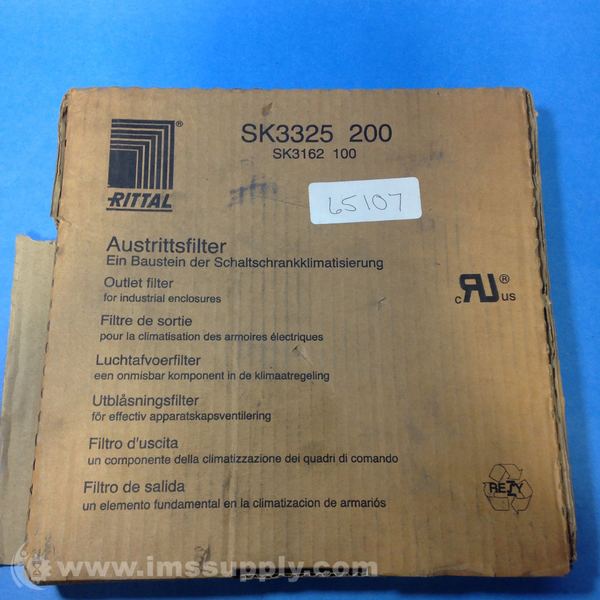 SK3325 200
SK3162 100
RITTAL
®
65107
Austrittsfilter
Ein Baustein der Schaltschrankklimatisierung
Outlet filter
for industrial enclosures
c RU ® us
Filtre de sortie
pour la climatisation des armoires électriques
Luchtafvoerfilter
een onmisbar komponent in de klimaatregeling
Utblåsningsfilter
för effectiv apparatskapsventilering
Filtro d'uscita
un componente della climatizzazione dei quadri di comando
Filtro de salida
un elemento fundamental en la climatizacion de armariós
RESY
www.imssupply.com